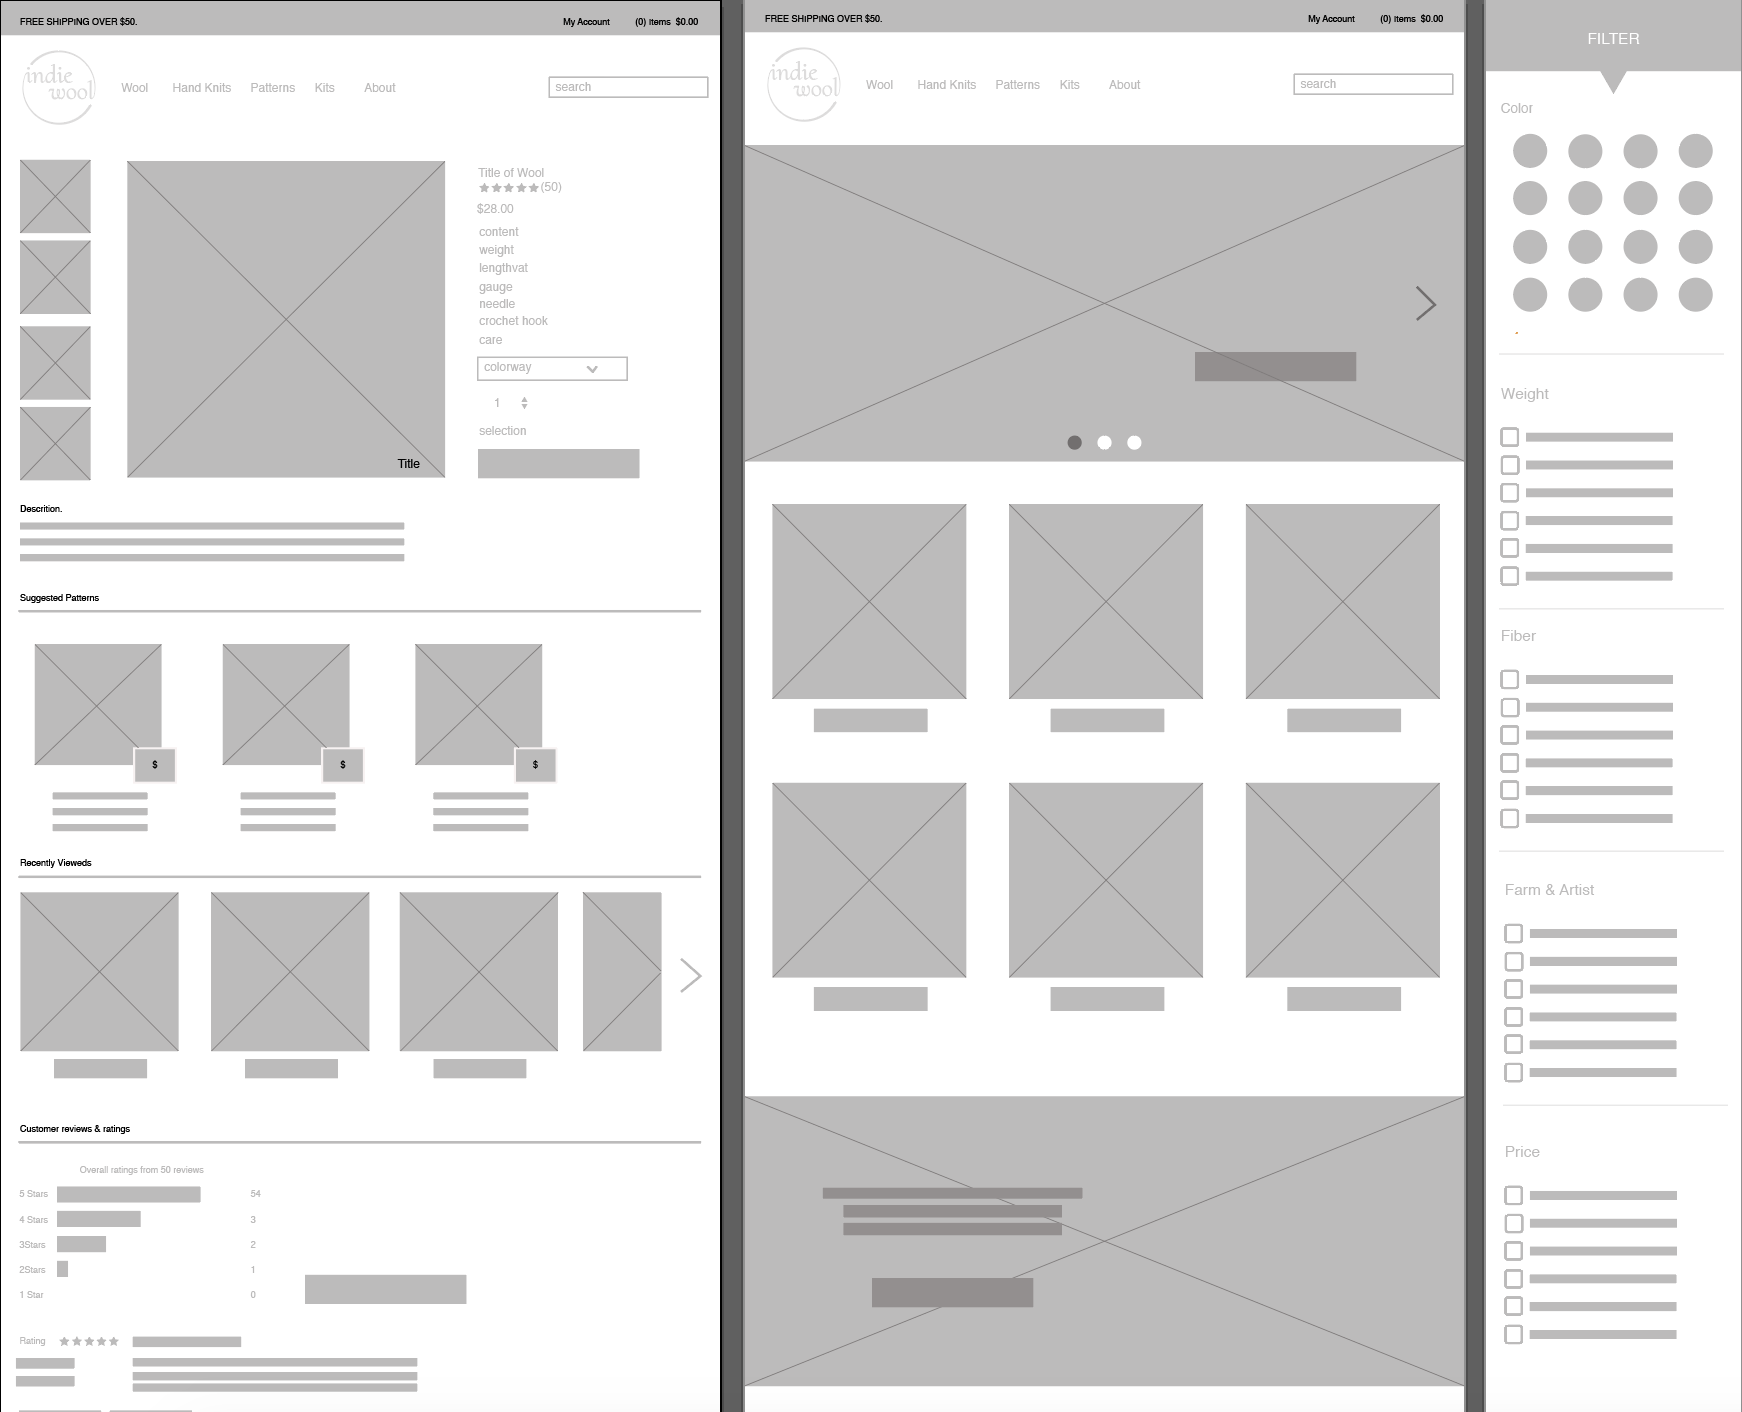 FREE SHIPPING OVER $50.
My Account (0) items $0.00
indie
wool
Wool Hand Knits Patterns Kits About
search
Title of Wool
(50)
$28.00
content
weight
lengthvat
gauge
needle
crochet hook
care
colorway
1
selection
Title
Descrition.
Suggested Patterns
$ $ $
Recently Vieweds
Customer reviews & ratings
Overall ratings from 50 reviews
5 Stars 54
4 Stars 3
3Stars 2
2Stars 1
1 Star 0
Rating
FREE SHIPPING OVER $50.
My Account (0) items $0.00
indie
wool
Wool Hand Knits Patterns Kits About
search
FILTER
Color
Weight
Fiber
Farm & Artist
Price